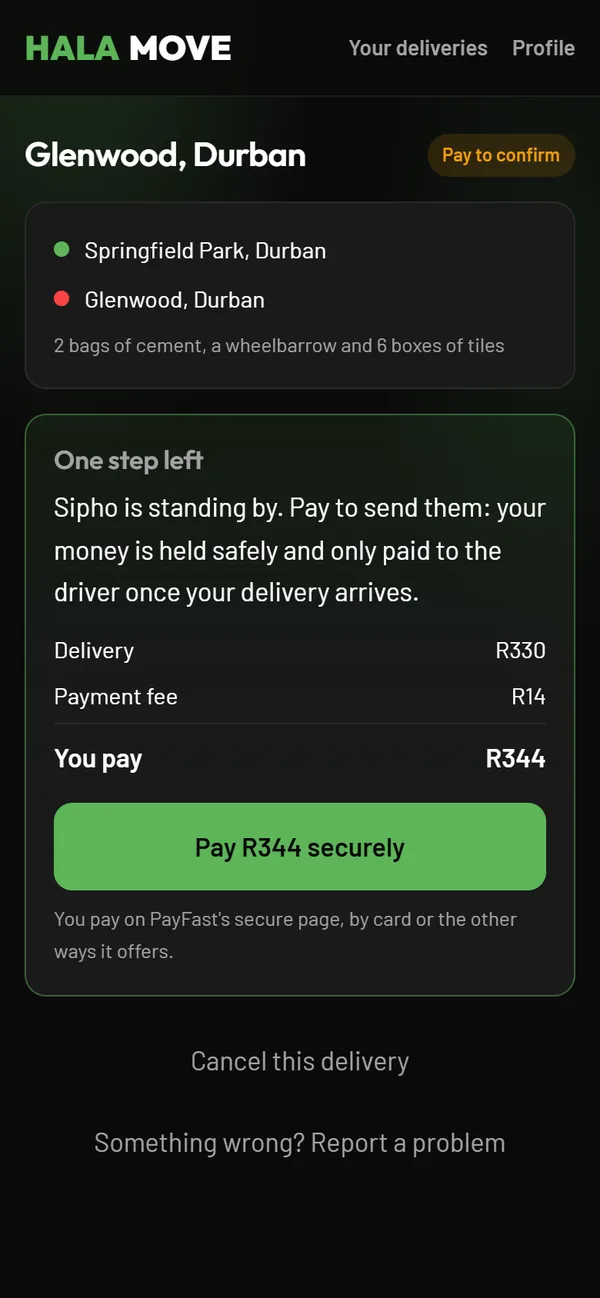 HALA MOVE
Your deliveries
Profile
Glenwood, Durban
Pay to confirm
Springfield Park, Durban
Glenwood, Durban
2 bags of cement, a wheelbarrow and 6 boxes of tiles
One step left
Sipho is standing by. Pay to send them: your
money is held safely and only paid to the
driver once your delivery arrives.
Delivery R330
Payment fee R14
You pay R344
Pay R344 securely
You pay on PayFast's secure page, by card or the other
ways it offers.
Cancel this delivery
Something wrong? Report a problem